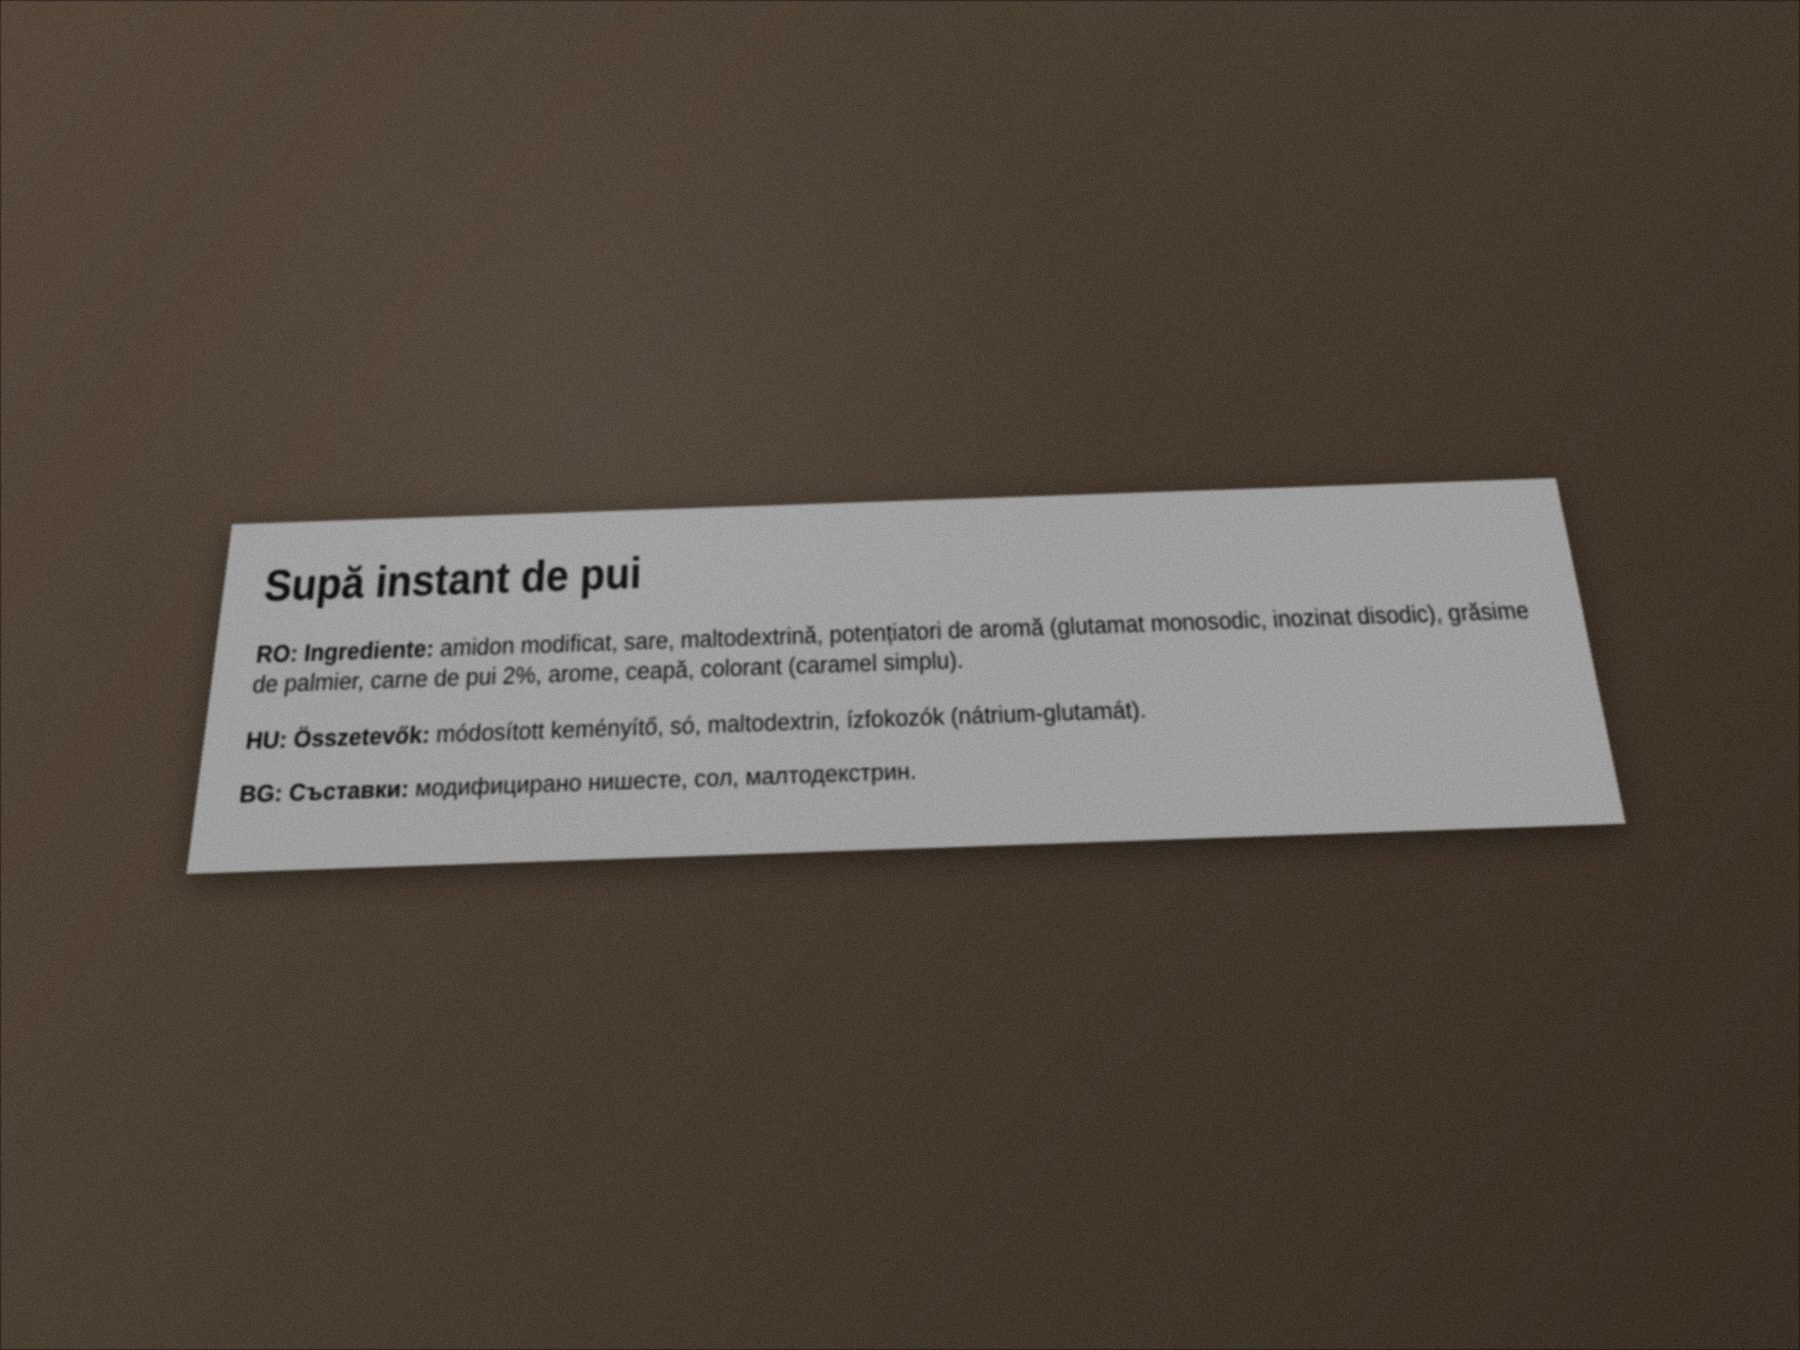 Supă instant de pui
RO: Ingrediente: amidon modificat, sare, maltodextrină, potențiatori de aromă (glutamat monosodic, inozinat disodic), grăsime
de palmier, carne de pui 2%, arome, ceapă, colorant (caramel simplu).
HU: Összetevők: módosított keményítő, só, maltodextrin, ízfokozók (nátrium-glutamát).
BG: Съставки: модифицирано нишесте, сол, малтодекстрин.